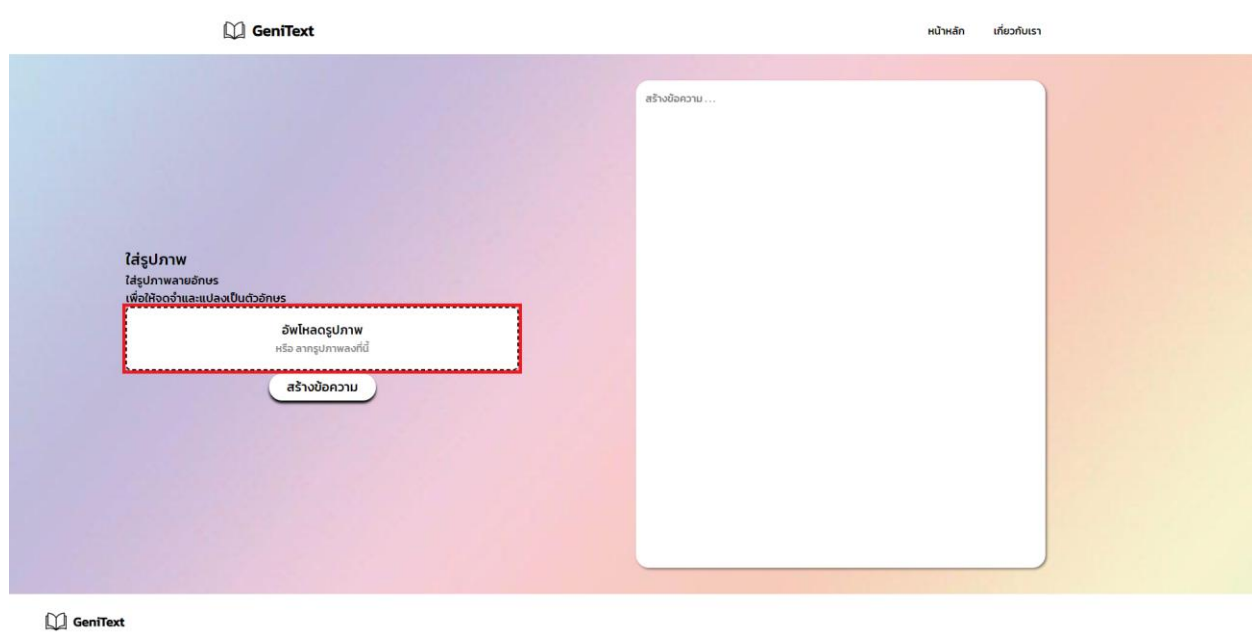 GeniText
หน้าหลัก เกี่ยวกับเรา
ใส่รูปภาพ
ใส่รูปภาพลายอักษร
เพื่อให้จดจำและแปลงเป็นตัวอักษร
อัพโหลดรูปภาพ
หรือ ลากรูปภาพลงที่นี้
สร้างข้อความ
สร้างข้อความ ...
GeniText